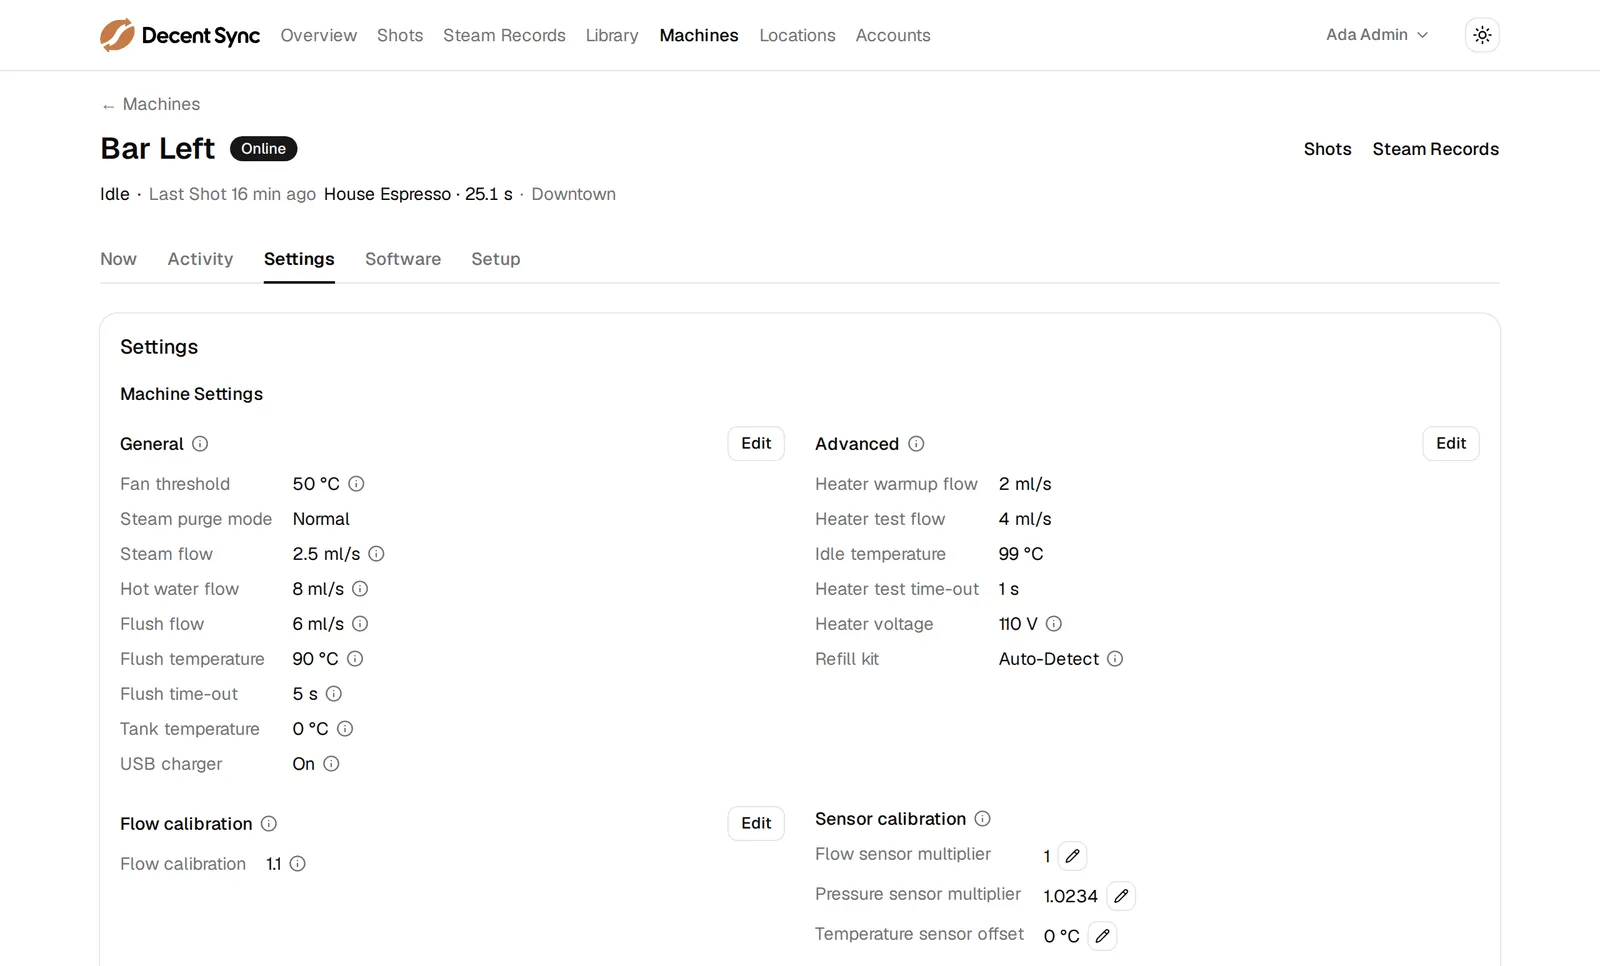 Decent Sync Overview Shots Steam Records Library Machines Locations Accounts Ada Admin
← Machines
Bar Left Online Shots Steam Records
Idle · Last Shot 16 min ago House Espresso · 25.1 s · Downtown
Now Activity Settings Software Setup
Settings
Machine Settings
General Edit
Fan threshold 50 °C
Steam purge mode Normal
Steam flow 2.5 ml/s
Hot water flow 8 ml/s
Flush flow 6 ml/s
Flush temperature 90 °C
Flush time-out 5 s
Tank temperature 0 °C
USB charger On
Advanced Edit
Heater warmup flow 2 ml/s
Heater test flow 4 ml/s
Idle temperature 99 °C
Heater test time-out 1 s
Heater voltage 110 V
Refill kit Auto-Detect
Flow calibration Edit
Flow calibration 1.1
Sensor calibration
Flow sensor multiplier 1
Pressure sensor multiplier 1.0234
Temperature sensor offset 0 °C